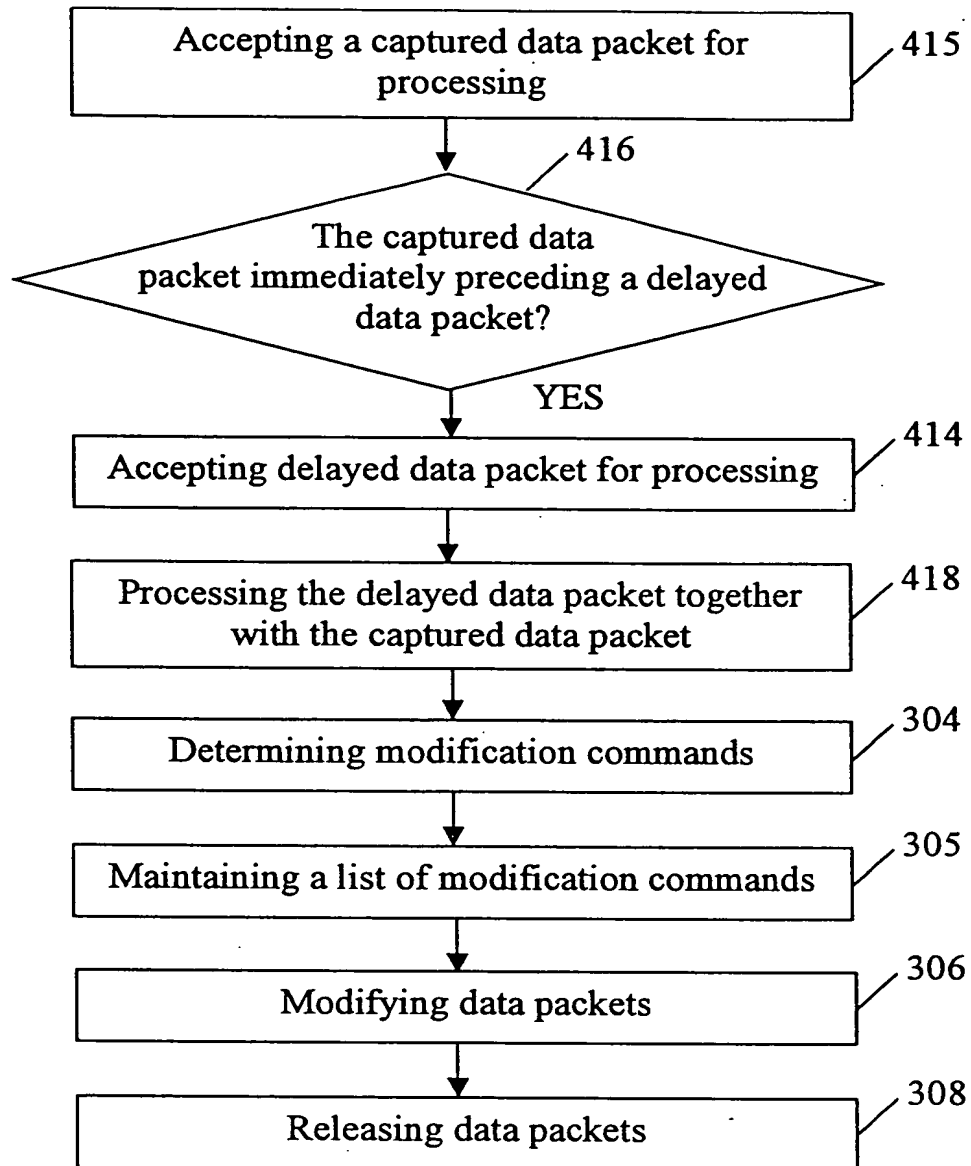 Accepting a captured data packet for
processing
415
416
The captured data
packet immediately preceding a delayed
data packet?
YES
414
Accepting delayed data packet for processing
Processing the delayed data packet together
with the captured data packet
418
304
Determining modification commands
305
Maintaining a list of modification commands
306
Modifying data packets
308
Releasing data packets